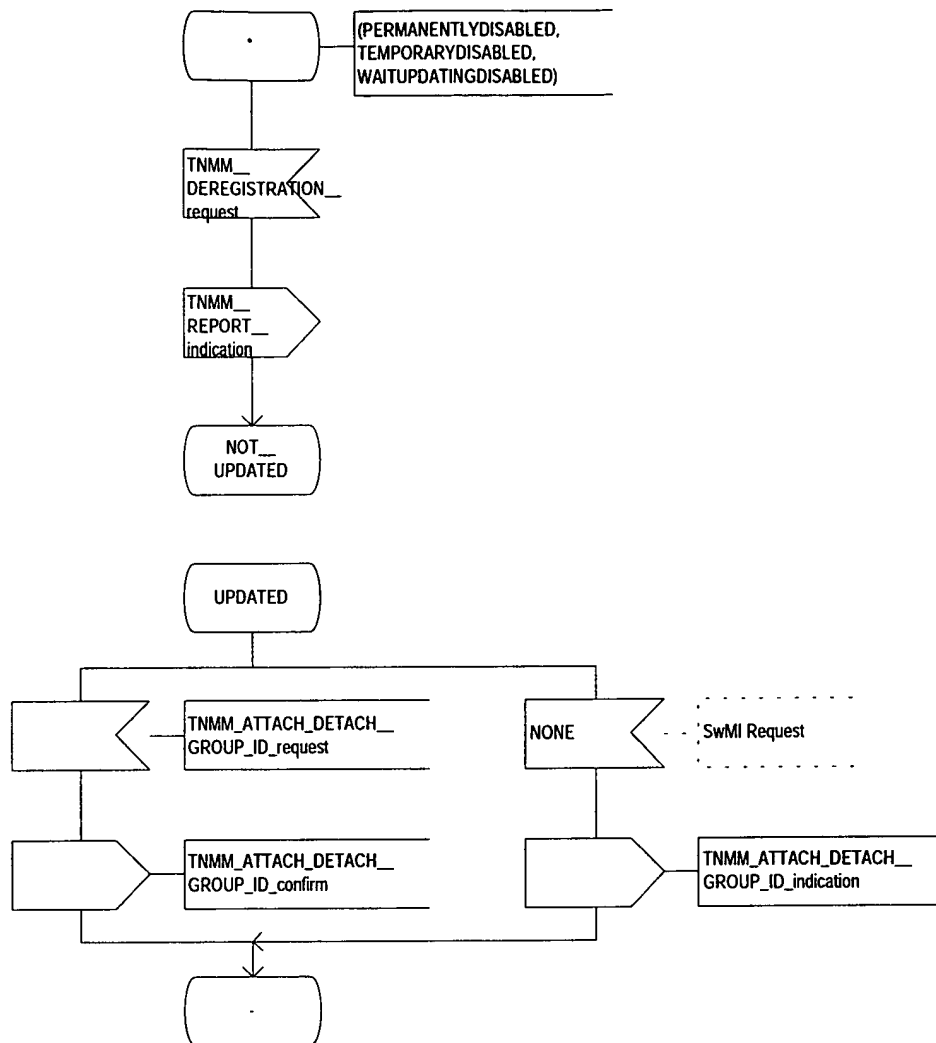 *
(PERMANENTLYDISABLED,
TEMPORARYDISABLED,
WAITUPDATINGDISABLED)
TNMM__
DEREGISTRATION__
request
TNMM__
REPORT__
indication
NOT__
UPDATED
UPDATED
TNMM_ATTACH_DETACH__
GROUP_ID_request
NONE
SwMI Request
TNMM_ATTACH_DETACH__
GROUP_ID_confirm
TNMM_ATTACH_DETACH__
GROUP_ID_indication
-